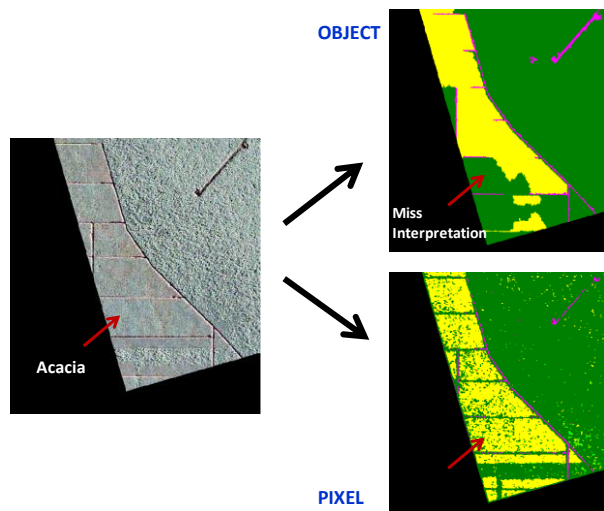 OBJECT
Miss
Interpretation
Acacia
PIXEL